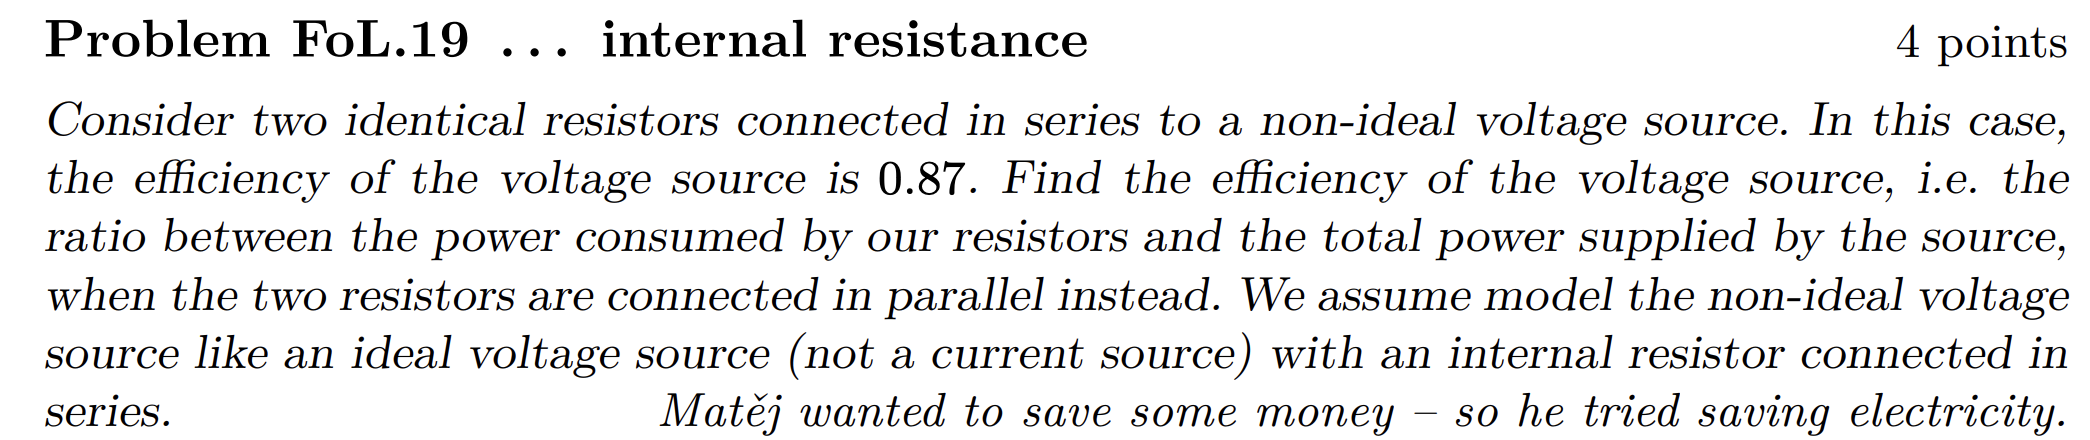 Problem FoL.19 ... internal resistance 4 points
Consider two identical resistors connected in series to a non-ideal voltage source. In this case,
the efficiency of the voltage source is 0.87. Find the efficiency of the voltage source, i.e. the
ratio between the power consumed by our resistors and the total power supplied by the source,
when the two resistors are connected in parallel instead. We assume model the non-ideal voltage
source like an ideal voltage source (not a current source) with an internal resistor connected in
series. Matěj wanted to save some money – so he tried saving electricity.